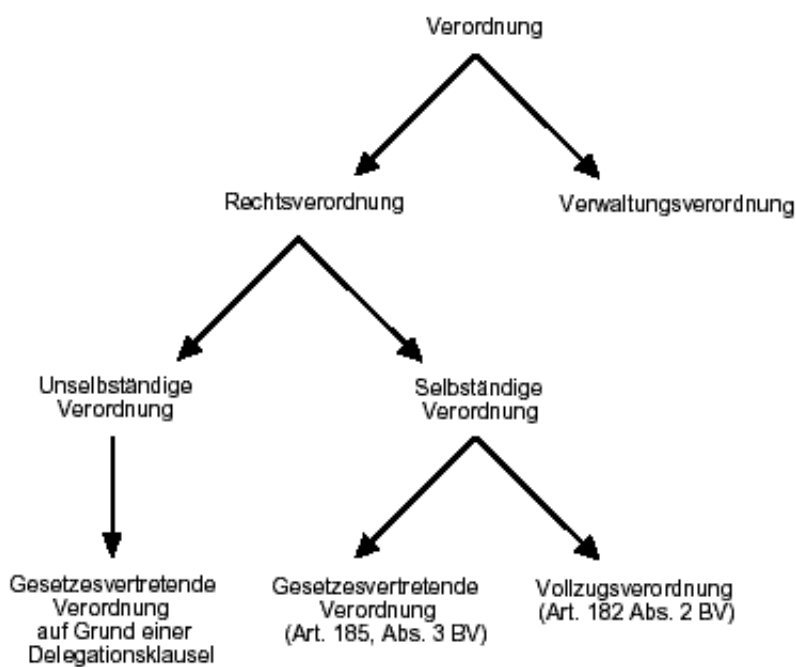 Verordnung
Rechtsverordnung
Verwaltungsverordnung
Unselbständige
Verordnung
Selbständige
Verordnung
Gesetzesvertretende
Verordnung
auf Grund einer
Delegationsklausel
Gesetzesvertretende
Verordnung
(Art. 185, Abs. 3 BV)
Vollzugsverordnung
(Art. 182 Abs. 2 BV)